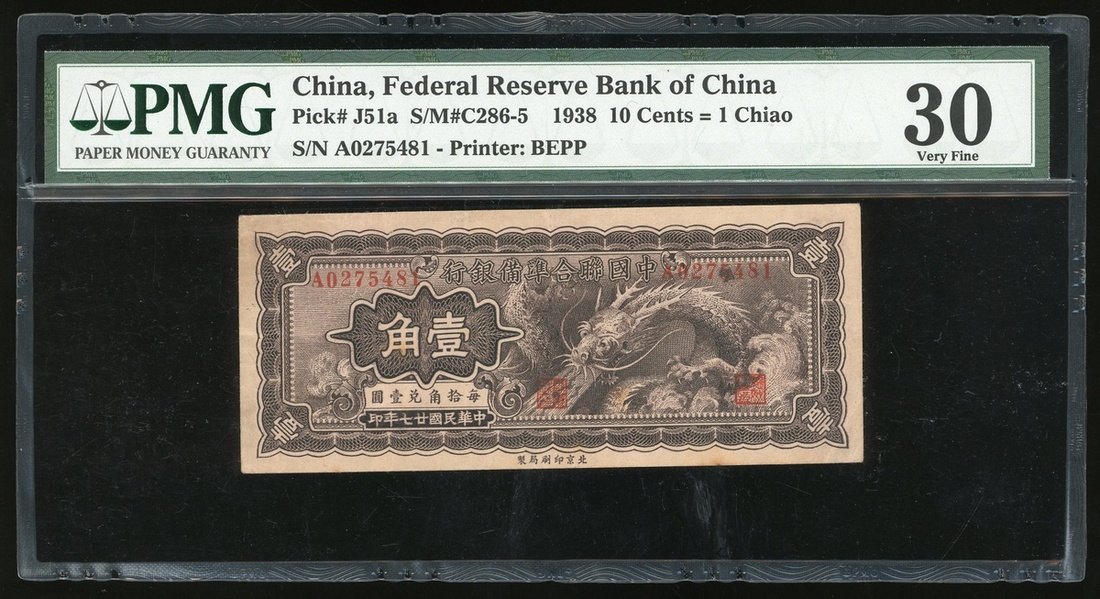 PMG
PAPER MONEY GUARANTY
China, Federal Reserve Bank of China
Pick# J51a S/M#C286-5 1938 10 Cents = 1 Chiao
S/N A0275481 - Printer: BEPP
30
Very Fine
壹
壹
中國聯合準備銀行
A0275481
A0275481
壹角
每拾角兌壹圓
中華民國廿七年印
北京印刷局製